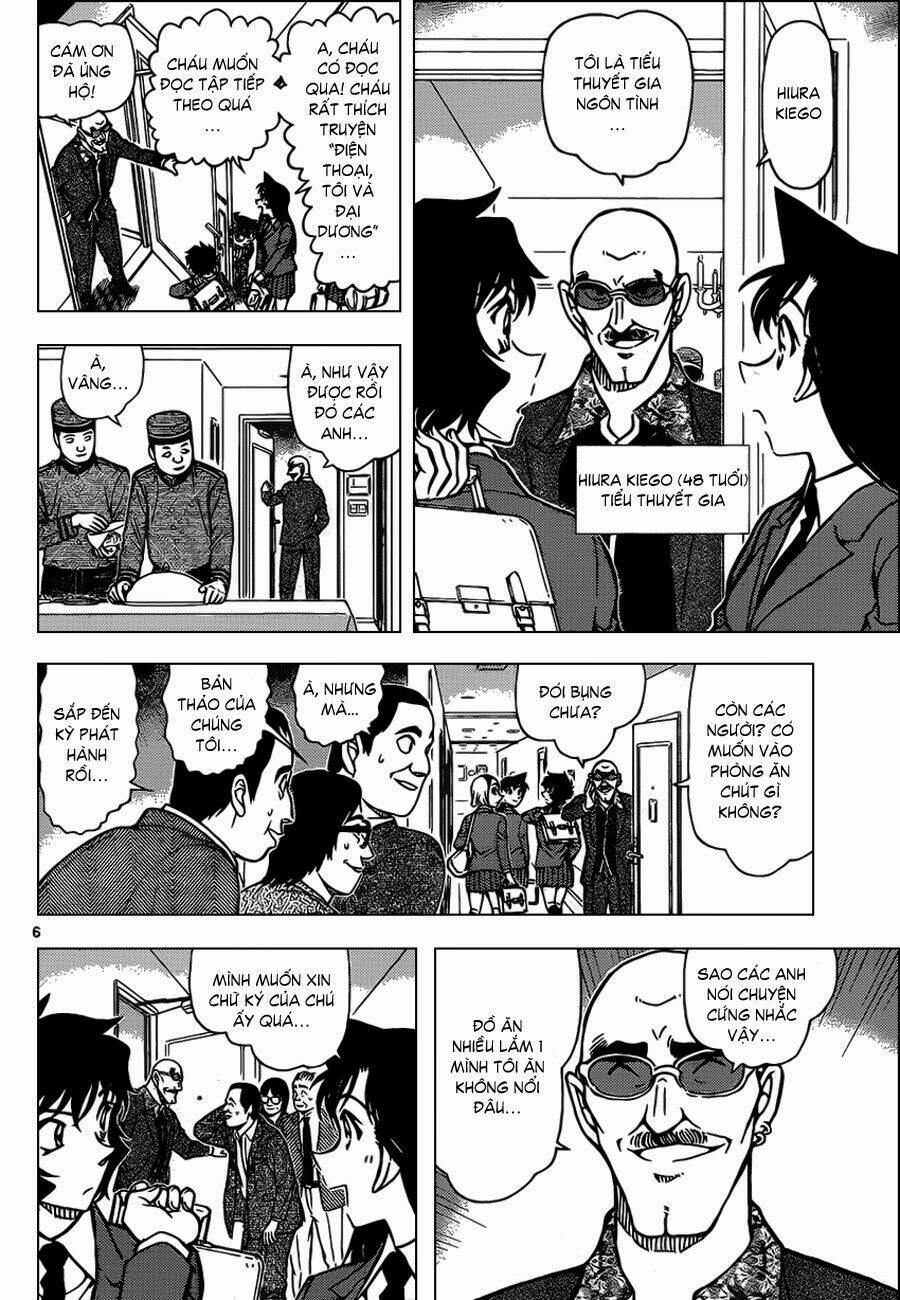 HIURA
KIEGO
TÔI LÀ TIỂU
THUYẾT GIA
NGÔN TÌNH
...
HIURA KIEGO (48 TUỔI)
TIỂU THUYẾT GIA
A, CHÁU
CÓ ĐỌC
QUA! CHÁU
RẤT THÍCH
TRUYỆN
"ĐIỆN
THOẠI,
TÔI VÀ
ĐẠI
DƯƠNG"
...
CHÁU MUỐN
ĐỌC TẬP TIẾP
THEO QUÁ
...
CÁM ƠN
ĐÃ ỦNG
HỘ!
À, NHƯ VẬY
ĐƯỢC RỒI
ĐÓ CÁC
ANH...
À,
VÂNG...
CÒN CÁC
NGƯỜI? CÓ
MUỐN VÀO
PHÒNG ĂN
CHÚT GÌ
KHÔNG?
ĐÓI BỤNG
CHƯA?
À, NHƯNG
MÀ...
BẢN
THẢO CỦA
CHÚNG
TÔI...
SẮP ĐẾN
KỲ PHÁT
HÀNH
RỒI...
6
SAO CÁC ANH
NÓI CHUYỆN
CỨNG NHẮC
VẬY...
ĐỒ ĂN
NHIỀU LẮM 1
MÌNH TÔI ĂN
KHÔNG NỔI
ĐÂU...
MÌNH MUỐN XIN
CHỮ KÝ CỦA CHÚ
ẤY QUÁ...